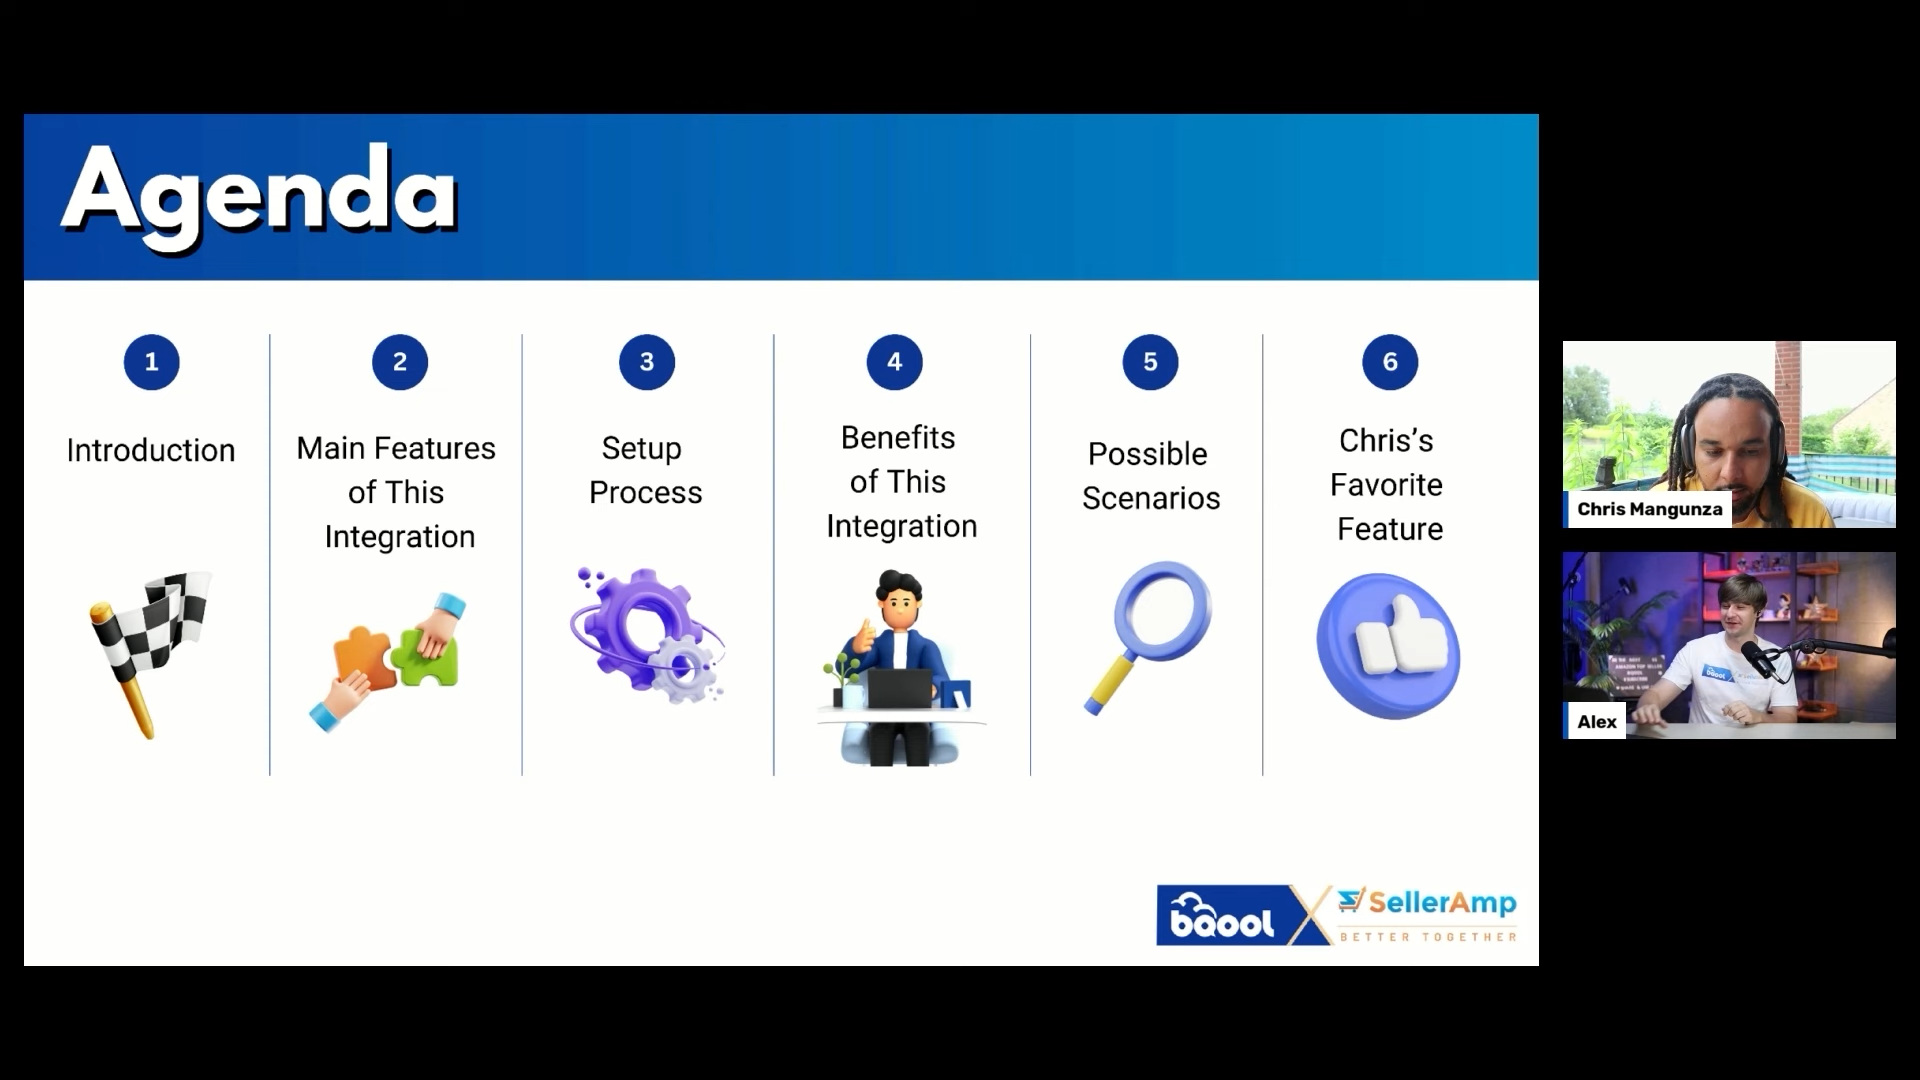 Agenda
1
Introduction
2
Main Features
of This
Integration
3
Setup
Process
4
Benefits
of This
Integration
5
Possible
Scenarios
6
Chris’s
Favorite
Feature
bqool
SellerAmp
BETTER TOGETHER
Chris Mangunza
Alex
bqool